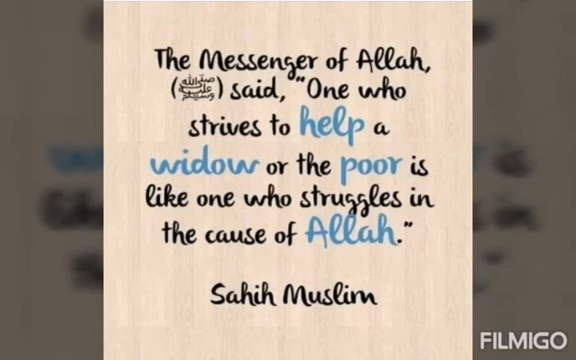 The Messenger of Allah,
(ﷺ) said, "One who
strives to help a
widow or the poor is
like one who struggles in
the cause of Allah."
Sahih Muslim
FILMIGO